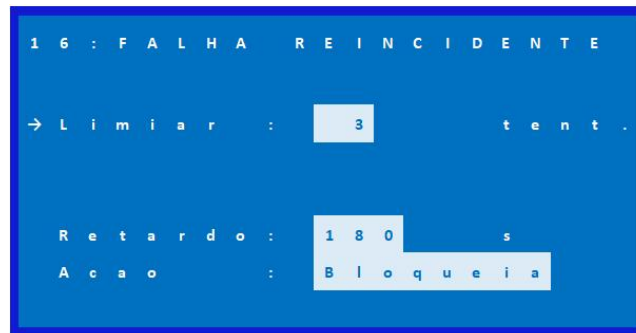 16:FALHA REINCIDENTE
→Limiar : 3 tent.
Retardo: 180 s
Acao : Bloqueia